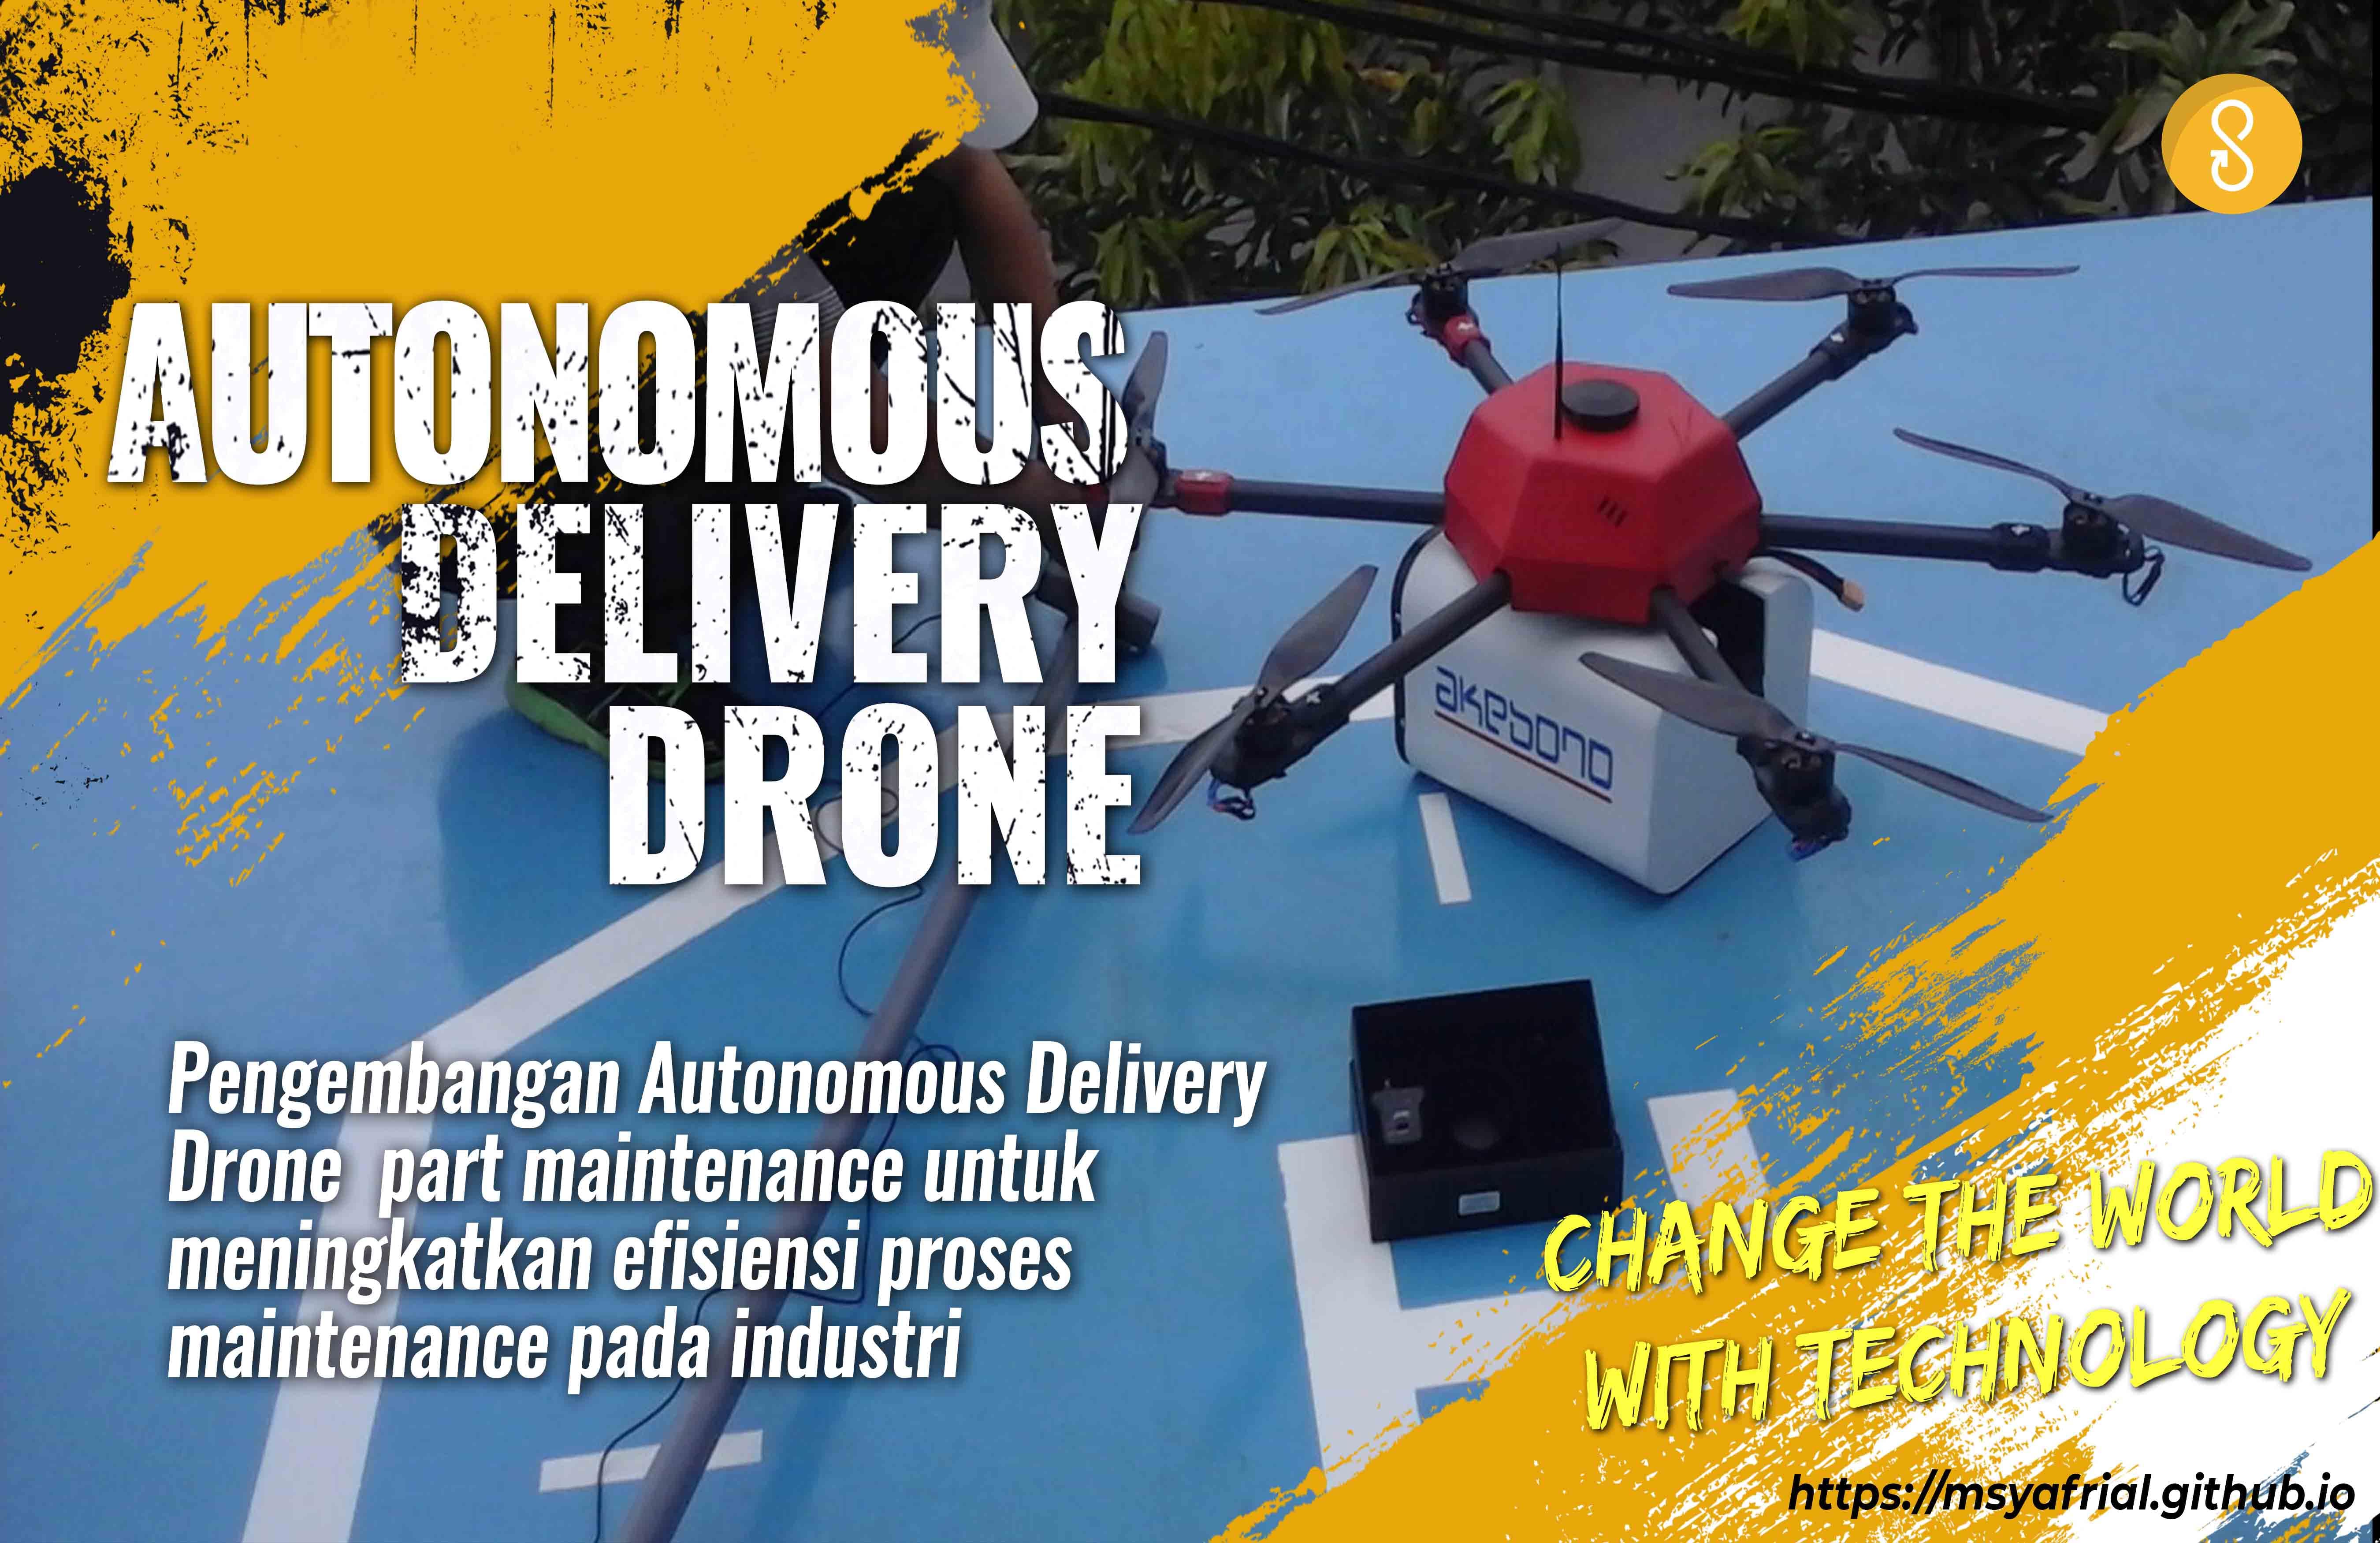 AUTONOMOUS
DELIVERY
DRONE
akebono
Pengembangan Autonomous Delivery
Drone part maintenance untuk
meningkatkan efisiensi proses
maintenance pada industri
CHANGE THE WORLD
WITH TECHNOLOGY
https://msyafrial.github.io